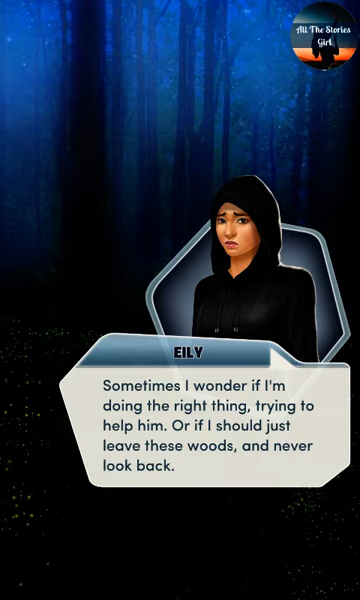 All The Stories
Girl
EILY
Sometimes I wonder if I'm
doing the right thing, trying to
help him. Or if I should just
leave these woods, and never
look back.